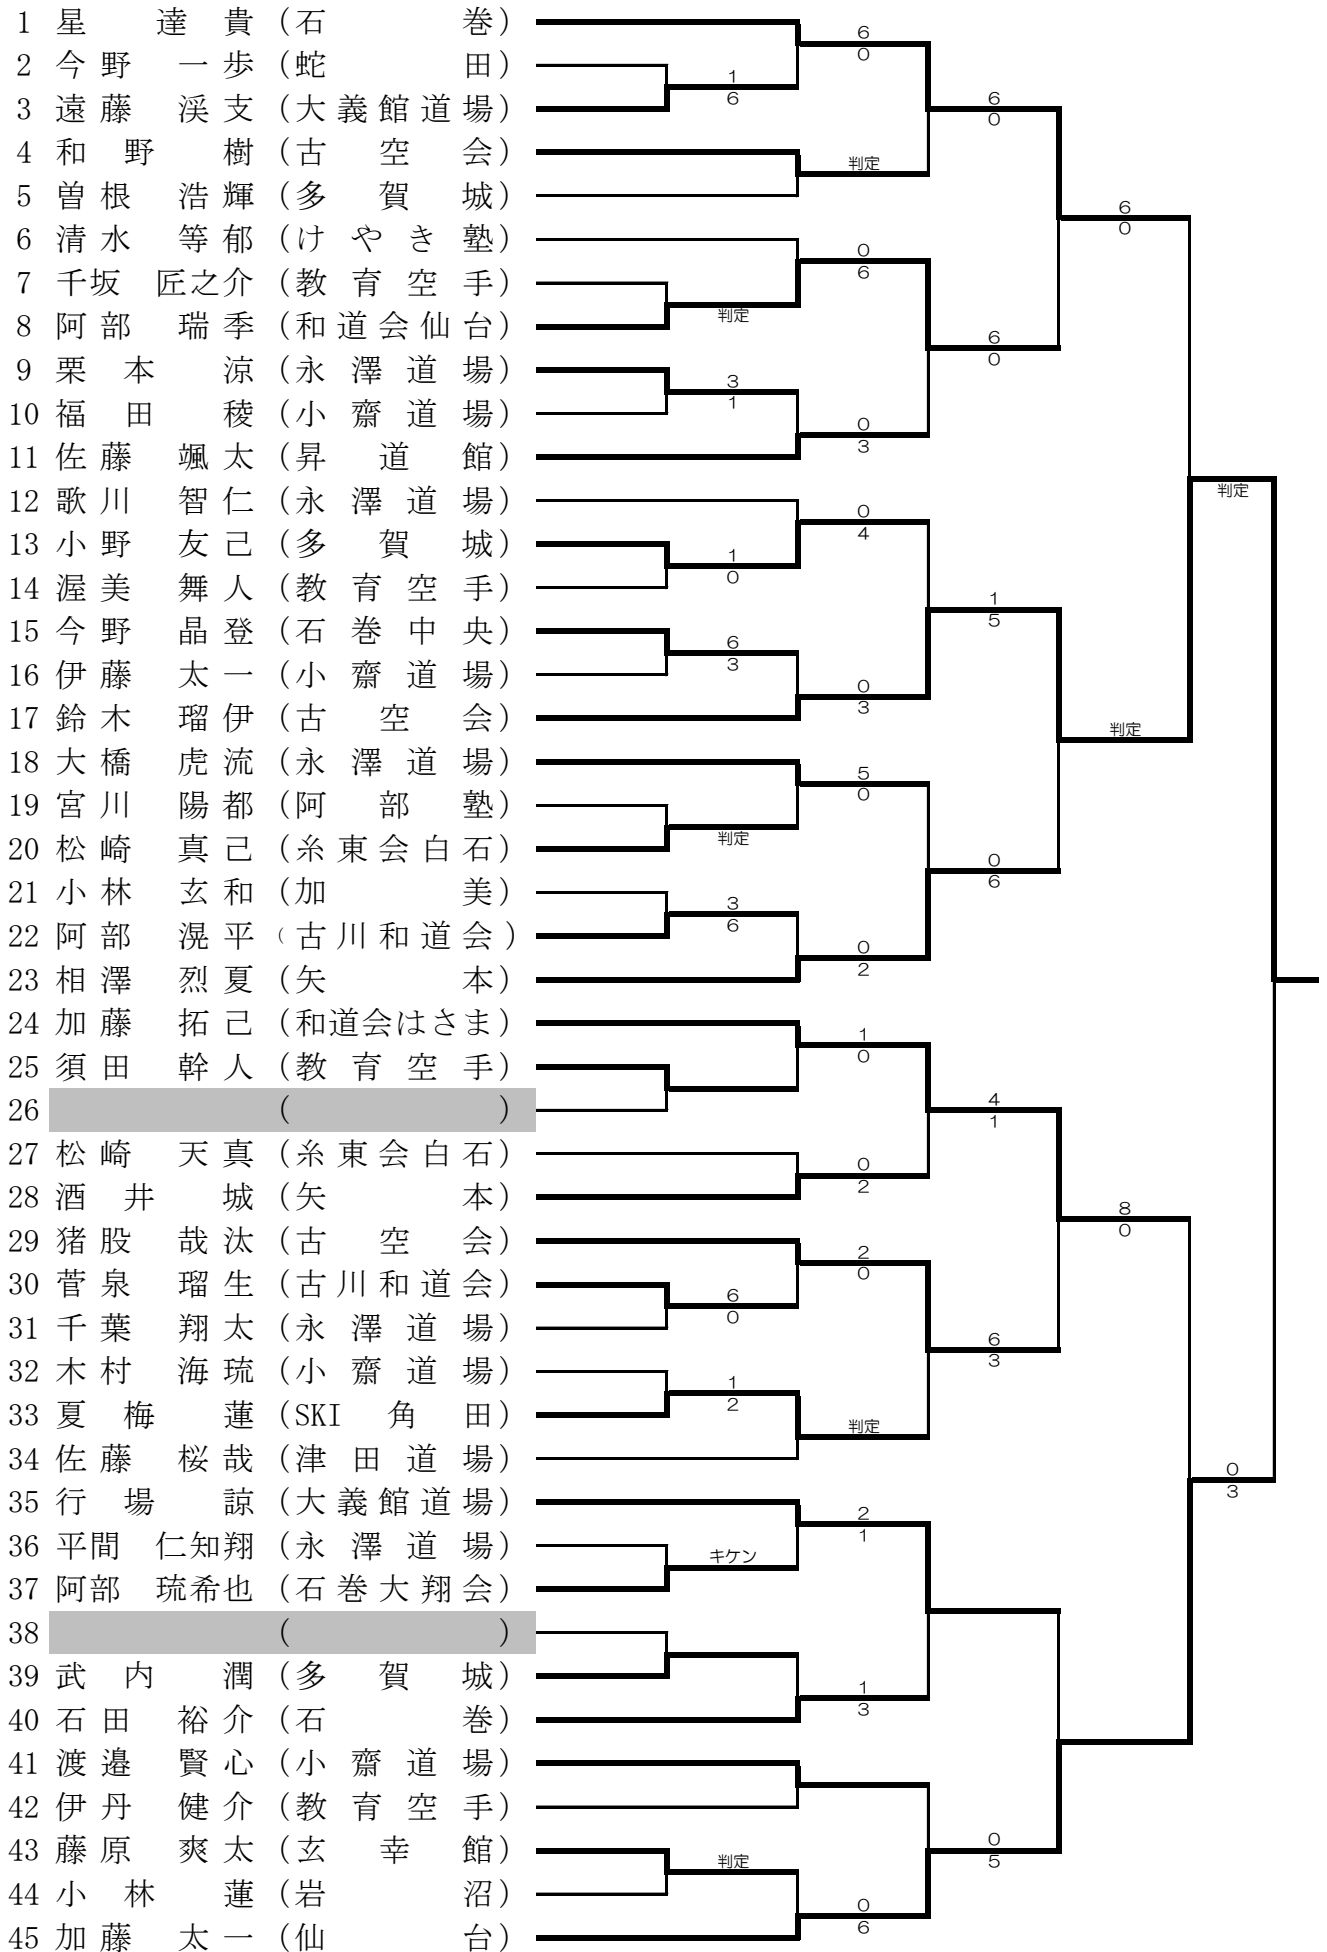 1 星 達 貴 (石 巻)
2 今 野 一 歩 (蛇 田)
3 遠 藤 渓 支 (大 義 館 道 場)
4 和 野 樹 (古 空 会)
5 曽 根 浩 輝 (多 賀 城)
6 清 水 等 郁 (け や き 塾)
7 千坂 匠之介 (教 育 空 手)
8 阿 部 瑞 季 (和 道 会 仙 台)
9 栗 本 涼 (永 澤 道 場)
10 福 田 稜 (小 齋 道 場)
11 佐 藤 颯 太 (昇 道 館)
12 歌 川 智 仁 (永 澤 道 場)
13 小 野 友 己 (多 賀 城)
14 渥 美 舞 人 (教 育 空 手)
15 今 野 晶 登 (石 巻 中 央)
16 伊 藤 太 一 (小 齋 道 場)
17 鈴 木 瑠 伊 (古 空 会)
18 大 橋 虎 流 (永 澤 道 場)
19 宮 川 陽 都 (阿 部 塾)
20 松 崎 真 己 (糸 東 会 白 石)
21 小 林 玄 和 (加 美)
22 阿 部 滉 平 (古 川 和 道 会)
23 相 澤 烈 夏 (矢 本)
24 加 藤 拓 己 (和道会はさま)
25 須 田 幹 人 (教 育 空 手)
26 ( )
27 松 崎 天 真 (糸 東 会 白 石)
28 酒 井 城 (矢 本)
29 猪 股 哉 汰 (古 空 会)
30 菅 泉 瑠 生 (古 川 和 道 会)
31 千 葉 翔 太 (永 澤 道 場)
32 木 村 海 琉 (小 齋 道 場)
33 夏 梅 蓮 (SKI 角 田)
34 佐 藤 桜 哉 (津 田 道 場)
35 行 場 諒 (大 義 館 道 場)
36 平間 仁知翔 (永 澤 道 場)
37 阿部 琉希也 (石 巻 大 翔 会)
38 ( )
39 武 内 潤 (多 賀 城)
40 石 田 裕 介 (石 巻)
41 渡 邉 賢 心 (小 齋 道 場)
42 伊 丹 健 介 (教 育 空 手)
43 藤 原 爽 太 (玄 幸 館)
44 小 林 蓮 (岩 沼)
45 加 藤 太 一 (仙 台)
1
6
判定
3
1
1
0
6
3
判定
3
6
6
0
1
2
キケン
判定
6
0
判定
0
6
0
3
0
4
0
3
5
0
0
2
1
0
0
2
2
0
判定
2
1
1
3
0
6
6
0
6
0
1
5
0
6
4
1
6
3
0
5
6
0
判定
8
0
判定
0
3